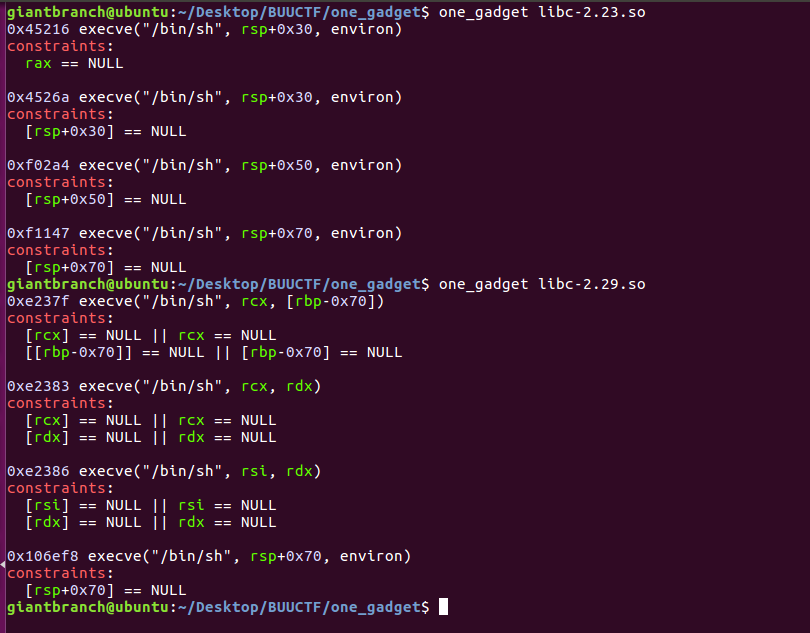 giantbranch@ubuntu:~/Desktop/BUUCTF/one_gadget$ one_gadget libc-2.23.so
0x45216 execve("/bin/sh", rsp+0x30, environ)
constraints:
  rax == NULL

0x4526a execve("/bin/sh", rsp+0x30, environ)
constraints:
  [rsp+0x30] == NULL

0xf02a4 execve("/bin/sh", rsp+0x50, environ)
constraints:
  [rsp+0x50] == NULL

0xf1147 execve("/bin/sh", rsp+0x70, environ)
constraints:
  [rsp+0x70] == NULL
giantbranch@ubuntu:~/Desktop/BUUCTF/one_gadget$ one_gadget libc-2.29.so
0xe237f execve("/bin/sh", rcx, [rbp-0x70])
constraints:
  [rcx] == NULL || rcx == NULL
  [[rbp-0x70]] == NULL || [rbp-0x70] == NULL

0xe2383 execve("/bin/sh", rcx, rdx)
constraints:
  [rcx] == NULL || rcx == NULL
  [rdx] == NULL || rdx == NULL

0xe2386 execve("/bin/sh", rsi, rdx)
constraints:
  [rsi] == NULL || rsi == NULL
  [rdx] == NULL || rdx == NULL

0x106ef8 execve("/bin/sh", rsp+0x70, environ)
constraints:
  [rsp+0x70] == NULL
giantbranch@ubuntu:~/Desktop/BUUCTF/one_gadget$